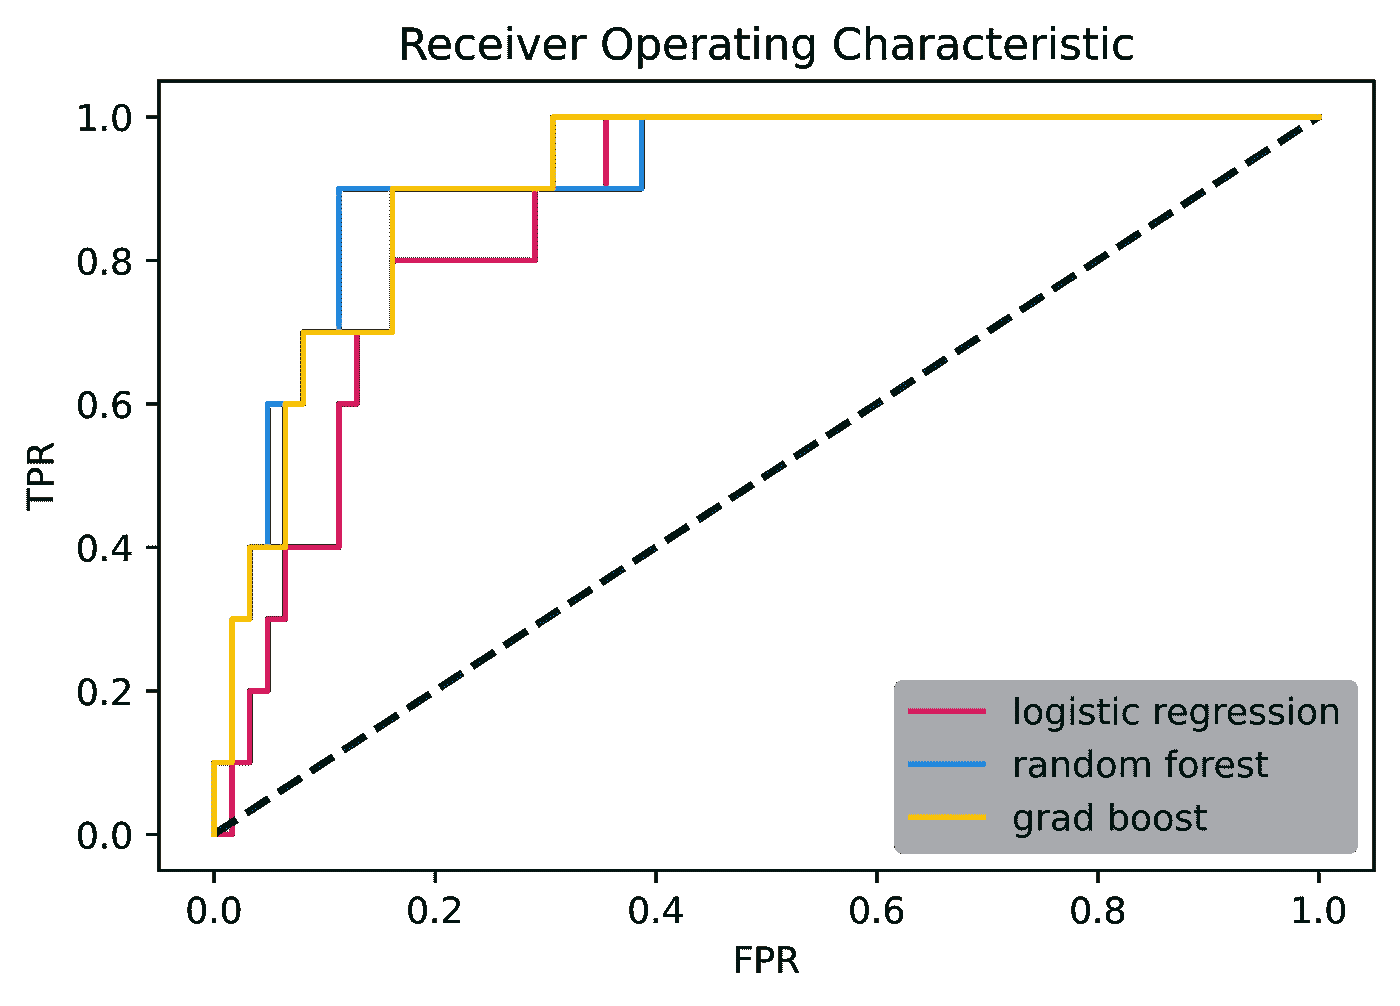 Receiver Operating Characteristic
1.0
0.8
0.6
0.4
0.2
0.0
TPR
logistic regression
random forest
grad boost
0.0 0.2 0.4 0.6 0.8 1.0
FPR